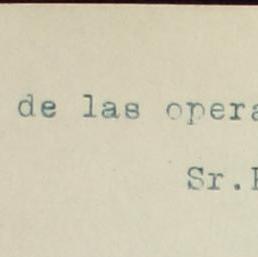 de las opera
Sr.